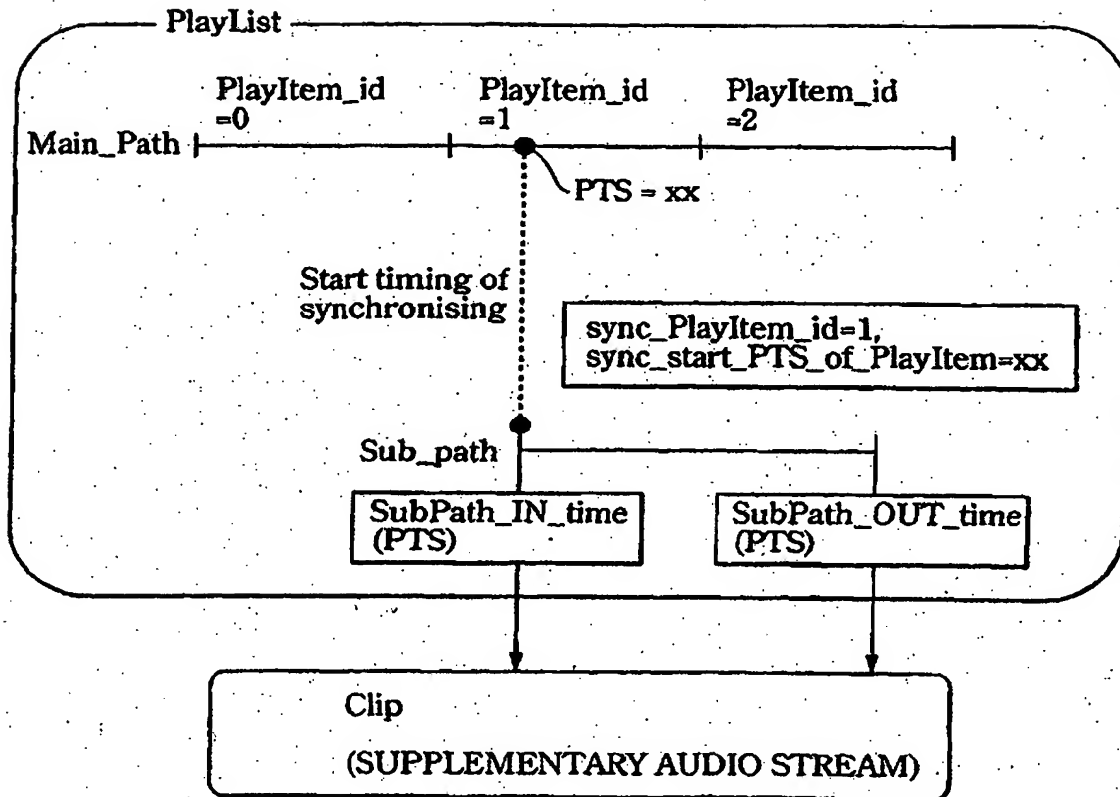 PlayList
PlayItem_id
=0
PlayItem_id
=1
PlayItem_id
=2
Main_Path
PTS = xx
Start timing of
synchronising
sync_PlayItem_id=1,
sync_start_PTS_of_PlayItem=xx
Sub_path
SubPath_IN_time
(PTS)
SubPath_OUT_time
(PTS)
Clip
(SUPPLEMENTARY AUDIO STREAM)